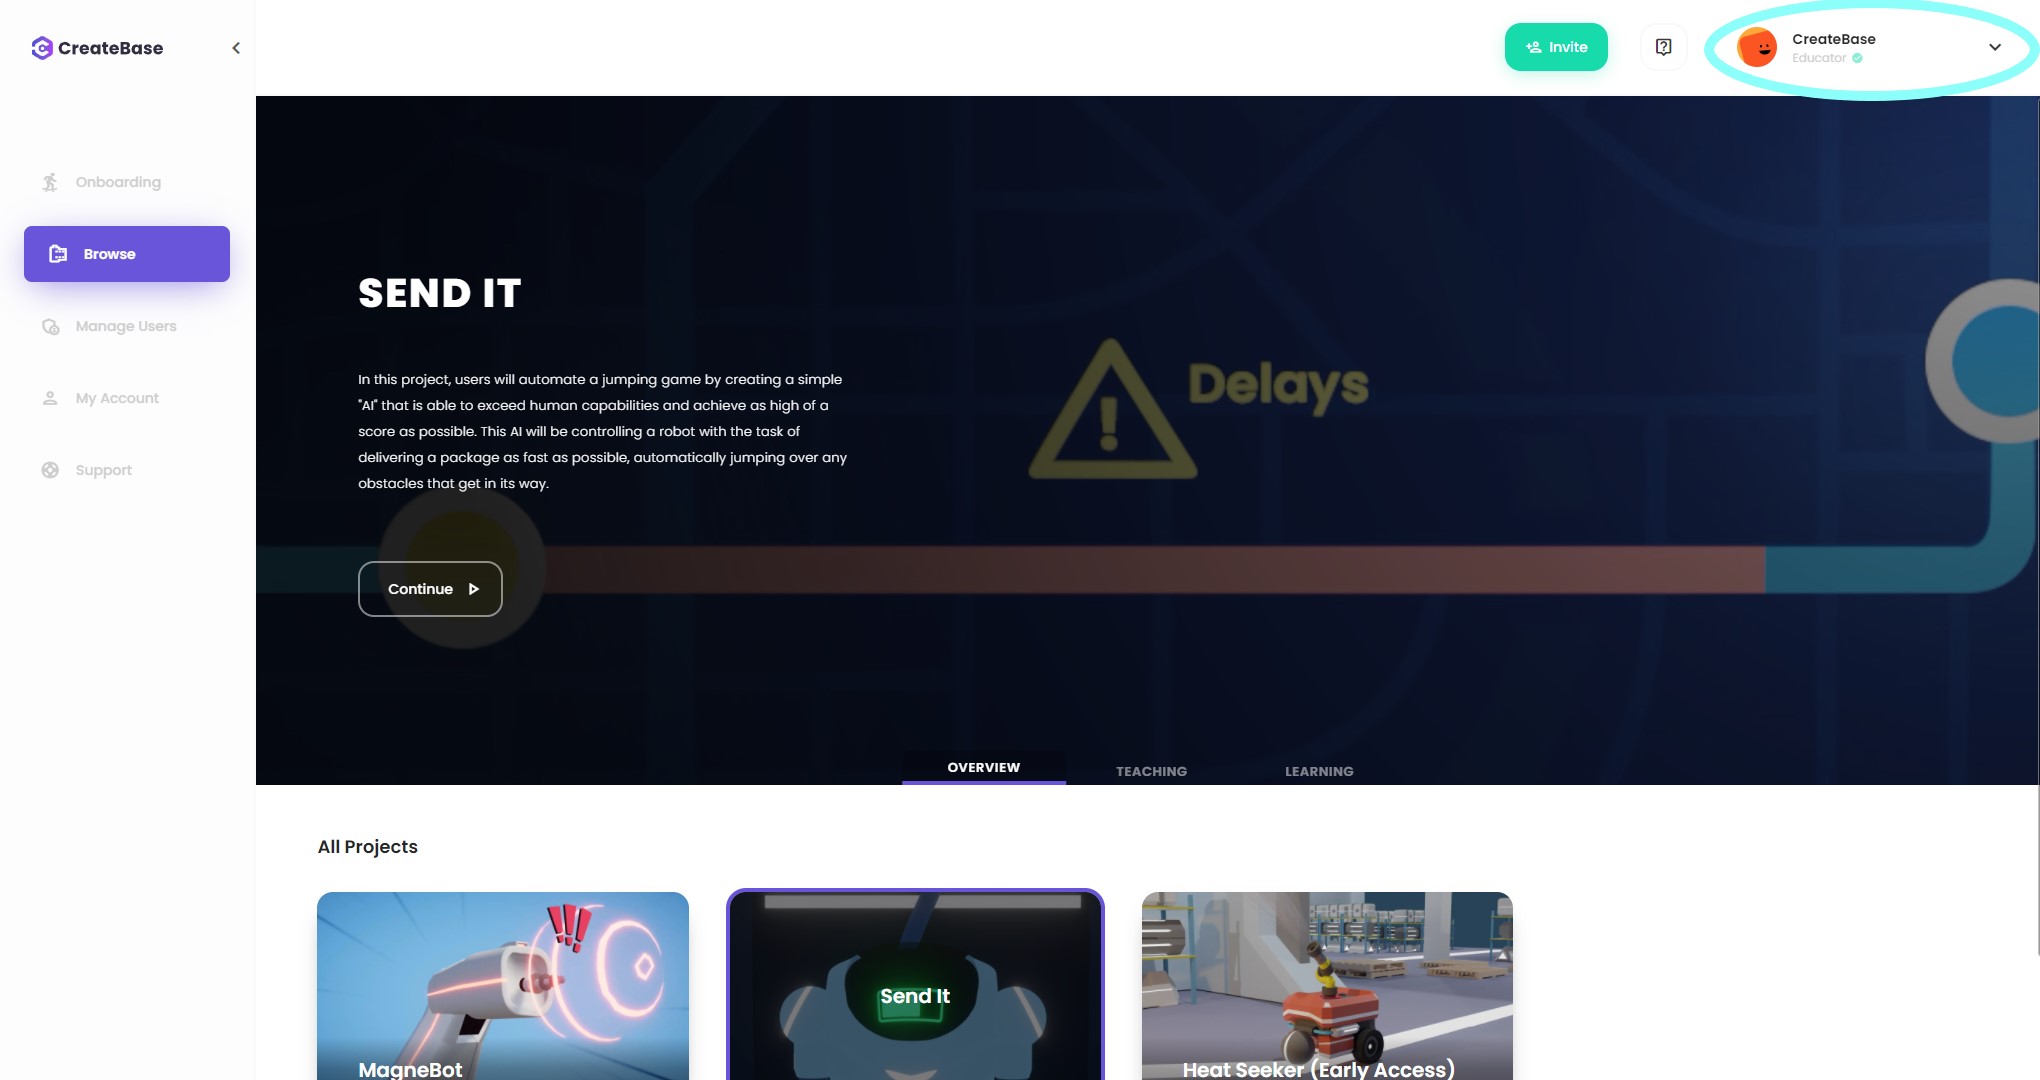 CreateBase
Invite
CreateBase
Educator
Onboarding
Browse
Manage Users
My Account
Support
SEND IT
In this project, users will automate a jumping game by creating a simple
"AI" that is able to exceed human capabilities and achieve as high of a
score as possible. This AI will be controlling a robot with the task of
delivering a package as fast as possible, automatically jumping over any
obstacles that get in its way.
Delays
Continue
OVERVIEW
TEACHING
LEARNING
All Projects
MagneBot
Send It
Heat Seeker (Early Access)